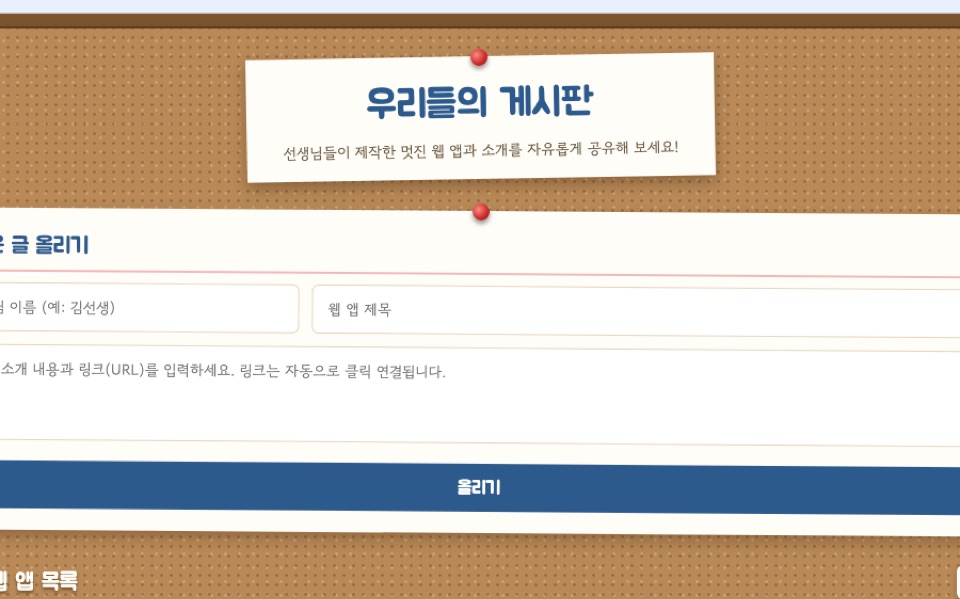 우리들의 게시판
선생님들이 제작한 멋진 웹 앱과 소개를 자유롭게 공유해 보세요!
글 올리기
이름 (예: 김선생)
웹 앱 제목
소개 내용과 링크(URL)를 입력하세요. 링크는 자동으로 클릭 연결됩니다.
올리기
앱 목록